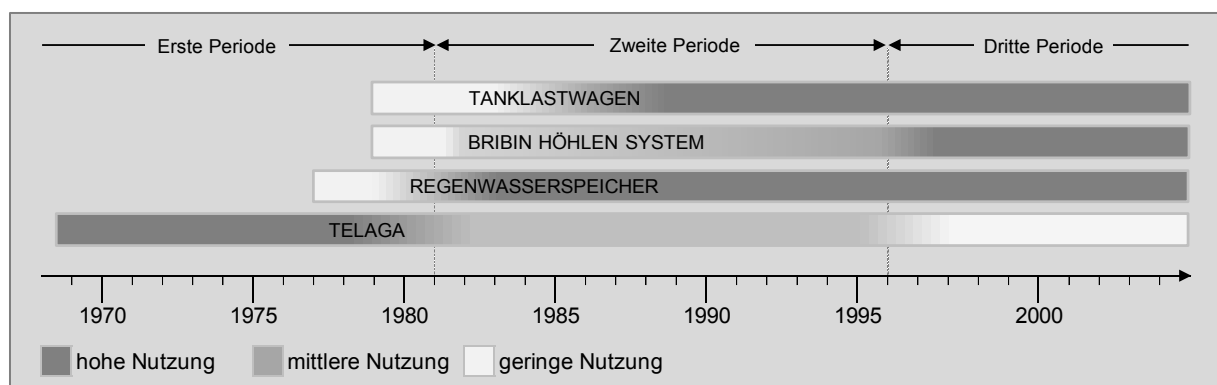 Erste Periode Zweite Periode Dritte Periode
TANKLASTWAGEN
BRIBIN HÖHLEN SYSTEM
REGENWASSERSPEICHER
TELAGA
1970 1975 1980 1985 1990 1995 2000
hohe Nutzung mittlere Nutzung geringe Nutzung